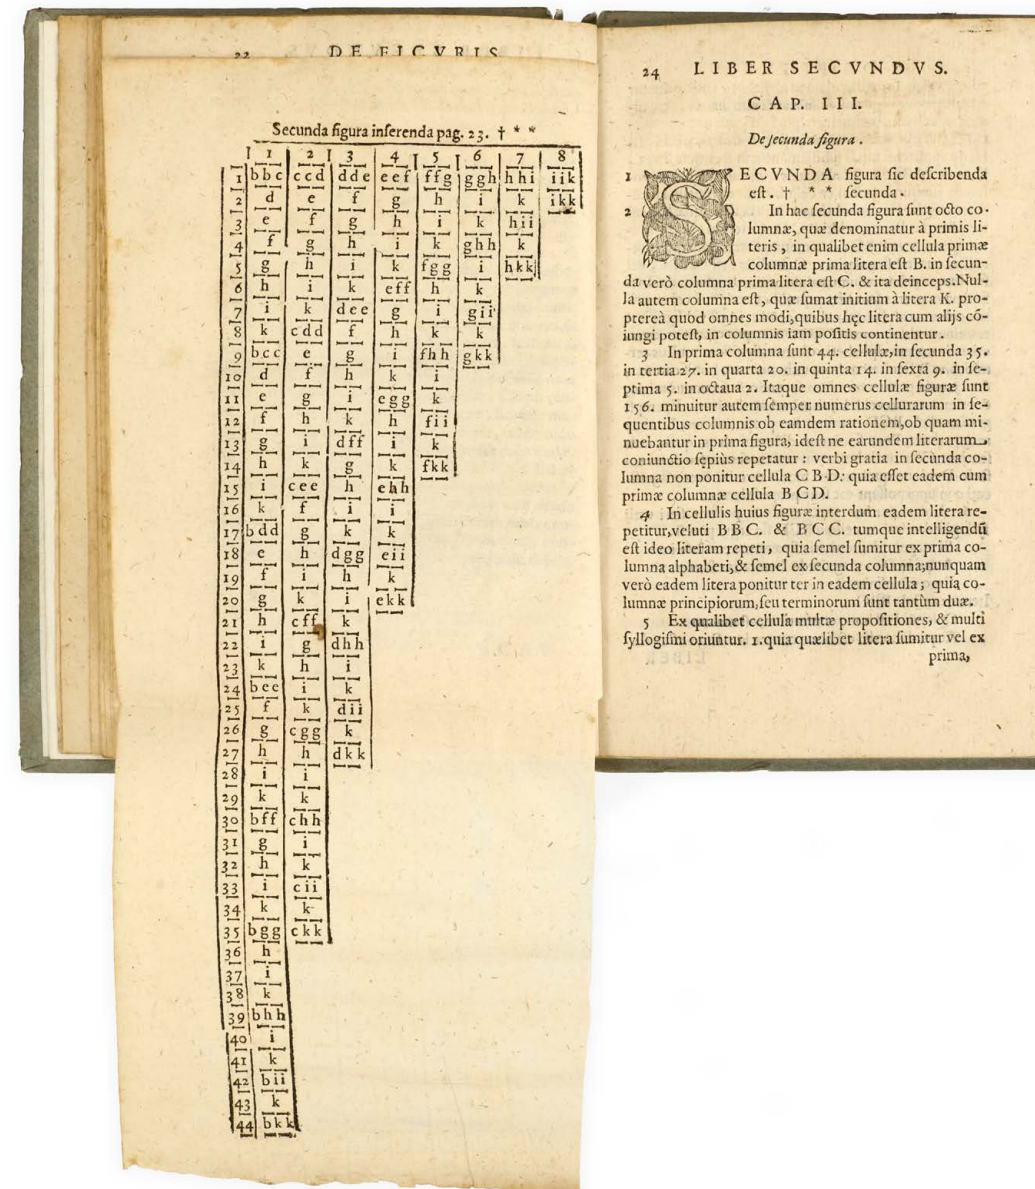 22 DE FIGVRIS
Secunda figura inserenda pag. 23. † * *
1 2 3 4 5 6 7 8
1 bbc ccd dde eef ffg ggh hhi iik
2 d e f g h i k ikk
3 e f g h i k hii
4 f g h i k ghh k
5 g h i k fgg i hkk
6 h i k eff h k
7 i k dee g i gii
8 k cdd f h k k
9 bcc e g i fhh gkk
10 d f h k i
11 e g i egg k
12 f h k h fii
13 g i dff i k
14 h k g k fkk
15 i cee h ehh
16 k f i i
17 bdd g k k
18 e h dgg eii
19 f i h k
20 g k i ekk
21 h cff k
22 i g dhh
23 k h i
24 bee i k
25 f k dii
26 g cgg k
27 h h dkk
28 i i
29 k k
30 bff chh
31 g i
32 h k
33 i cii
34 k k
35 bgg ckk
36 h
37 i
38 k
39 bhh
40 i
41 k
42 bii
43 k
44 bkk
24 LIBER SECVNDVS.
CAP. III.
De secunda figura.
1 SECVNDA figura sic describenda
est. † * * secunda.
2 In hac secunda figura sunt octo co-
lumnæ, quæ denominatur à primis li-
teris, in qualibet enim cellula primæ
columnæ prima litera est B. in secun-
da verò columna prima litera est C. & ita deinceps. Nul-
la autem columna est, quæ sumat initium à litera K. pro-
ptereà quod omnes modi, quibus hęc litera cum alijs cō-
iungi potest, in columnis iam positis continentur.
3 In prima columna sunt 44. cellulæ, in secunda 35.
in tertia 27. in quarta 20. in quinta 14. in sexta 9. in se-
ptima 5. in octaua 2. Itaque omnes cellulæ figuræ sunt
156. minuitur autem semper numerus cellurarum in se-
quentibus columnis ob eamdem rationem, ob quam mi-
nuebantur in prima figura, idest ne earundem literarum
coniunctio sępiùs repetatur: verbi gratia in secunda co-
lumna non ponitur cellula C B D. quia esset eadem cum
primæ columnæ cellula B C D.
4 In cellulis huius figuræ interdum eadem litera re-
petitur, veluti B B C. & B C C. tumque intelligendū
est ideo literam repeti, quia semel sumitur ex prima co-
lumna alphabeti, & semel ex secunda columna; nunquam
verò eadem litera ponitur ter in eadem cellula; quia co-
lumnæ principiorum, seu terminorum sunt tantùm duæ.
5 Ex qualibet cellula multæ propositiones, & multi
syllogismi oriuntur. 1. quia quælibet litera sumitur vel ex
prima,